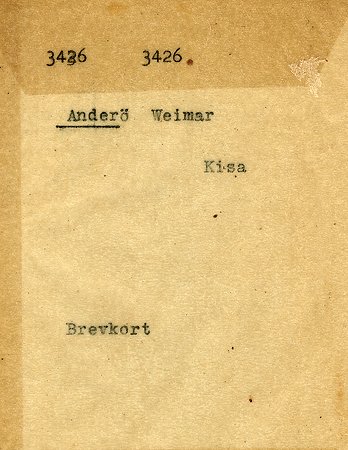 3426 3426.
Anderö Weimar
Kisa
Brevkort